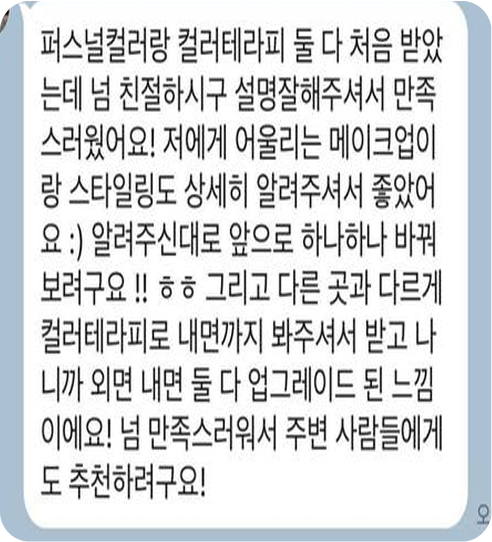 퍼스널컬러랑 컬러테라피 둘 다 처음 받았
는데 넘 친절하시구 설명잘해주셔서 만족
스러웠어요! 저에게 어울리는 메이크업이
랑 스타일링도 상세히 알려주셔서 좋았어
요 :) 알려주신대로 앞으로 하나하나 바꿔
보려구요 !! ㅎㅎ 그리고 다른 곳과 다르게
컬러테라피로 내면까지 봐주셔서 받고 나
니까 외면 내면 둘 다 업그레이드 된 느낌
이에요! 넘 만족스러워서 주변 사람들에게
도 추천하려구요!
오